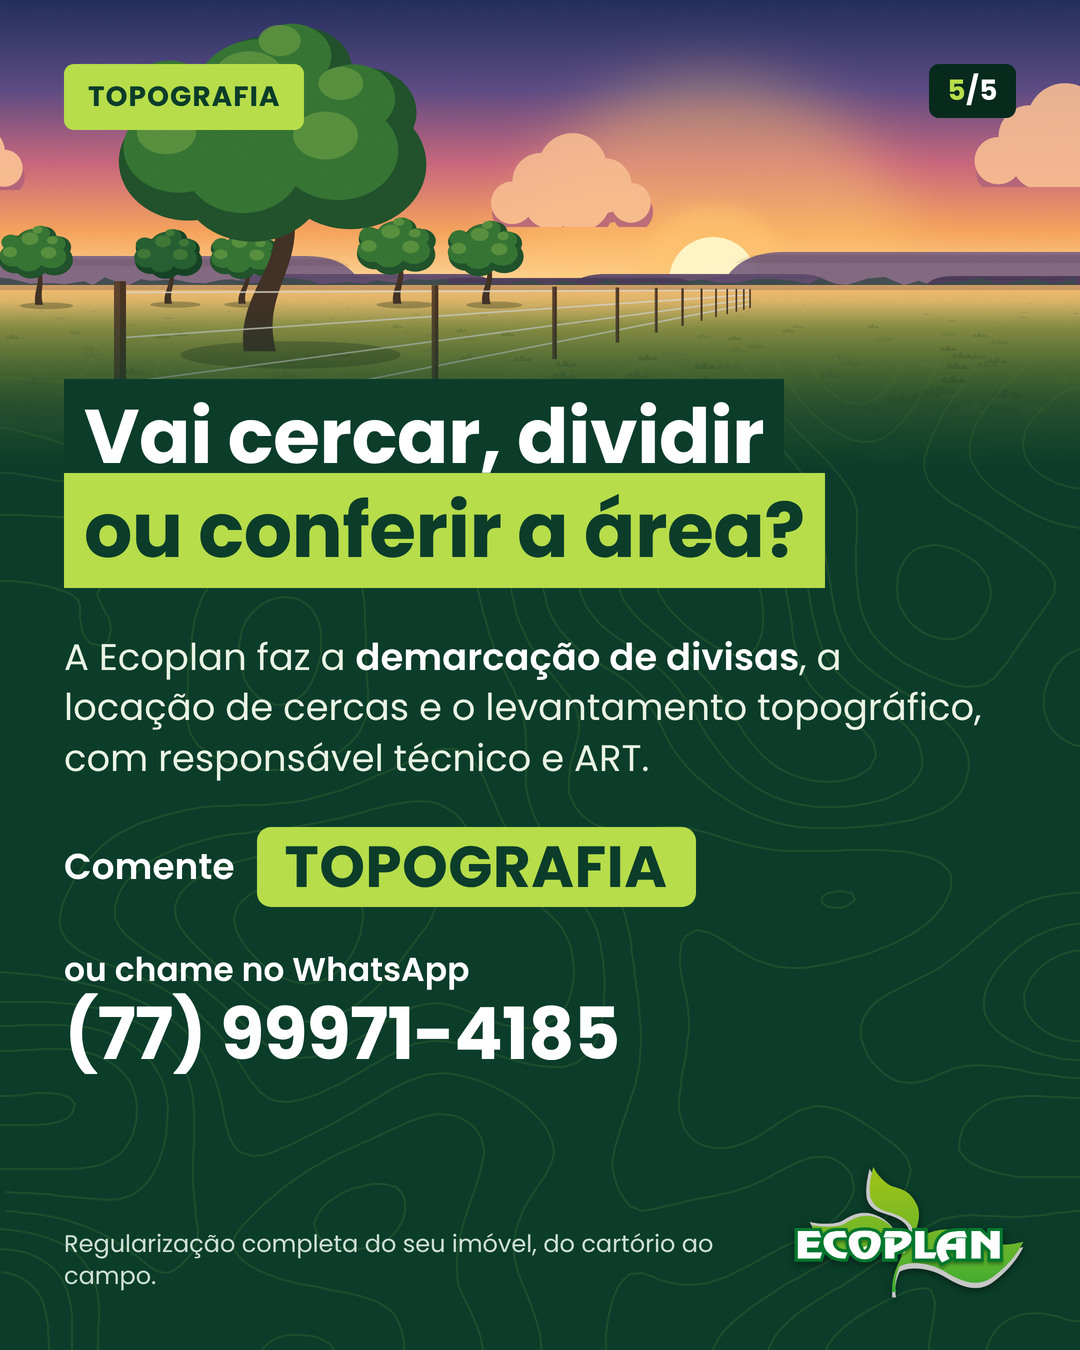 TOPOGRAFIA
5/5
Vai cercar, dividir
ou conferir a área?
A Ecoplan faz a demarcação de divisas, a
locação de cercas e o levantamento topográfico,
com responsável técnico e ART.
Comente TOPOGRAFIA
ou chame no WhatsApp
(77) 99971-4185
Regularização completa do seu imóvel, do cartório ao
campo.
ECOPLAN